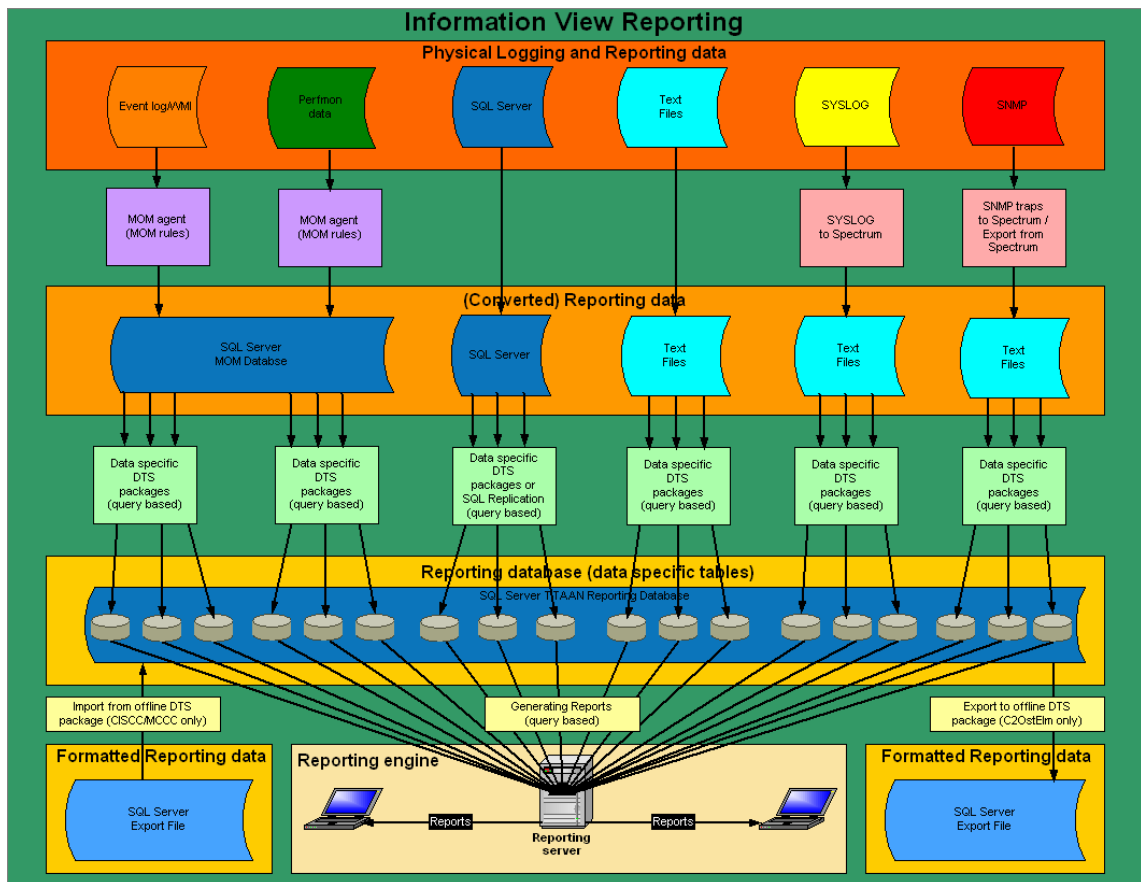 Information View Reporting
Physical Logging and Reporting data
Event log/WMI
Perfmon
data
SQL Server
Text
Files
SYSLOG
SNMP
MOM agent
(MOM rules)
MOM agent
(MOM rules)
SYSLOG
to Spectrum
SNMP traps
to Spectrum /
Export from
Spectrum
(Converted) Reporting data
SQL Server
MOM Databse
SQL Server
Text
Files
Text
Files
Text
Files
Data specific
DTS
packages
(query based)
Data specific
DTS
packages
(query based)
Data specific
DTS
packages or
SQL Replication
(query based)
Data specific
DTS
packages
(query based)
Data specific
DTS
packages
(query based)
Data specific
DTS
packages
(query based)
Reporting database (data specific tables)
SQL Server TTAAN Reporting Database
Import from offline DTS
package (CISCC/MCCC only)
Generating Reports
(query based)
Export to offline DTS
package (C2OstElm only)
Formatted Reporting data
SQL Server
Export File
Reporting engine
Reports
Reports
Reporting
server
Formatted Reporting data
SQL Server
Export File